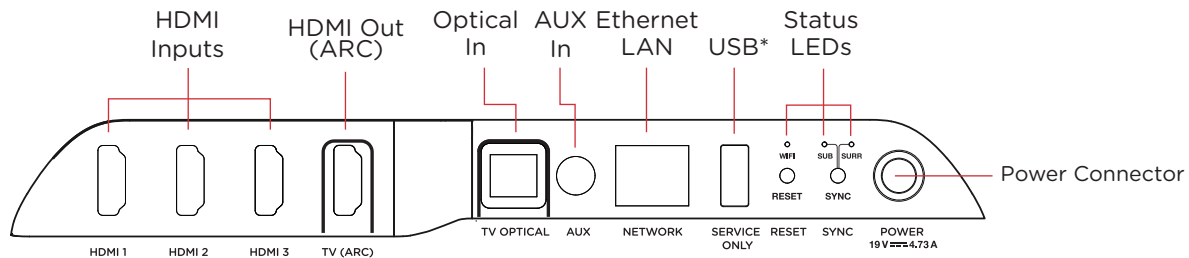 HDMI
Inputs
HDMI Out
(ARC)
Optical
In
AUX
In
Ethernet
LAN
USB*
Status
LEDs
WIFI
SUB
SURR
RESET
SYNC
Power Connector
HDMI 1
HDMI 2
HDMI 3
TV (ARC)
TV OPTICAL
AUX
NETWORK
SERVICE
ONLY
RESET
SYNC
POWER
19 V⎓4.73 A